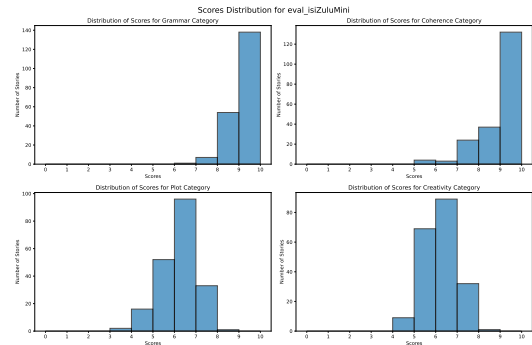 Scores Distribution for eval_isiZuluMini
Distribution of Scores for Grammar Category
Number of Stories
140
120
100
80
60
40
20
0
0 1 2 3 4 5 6 7 8 9 10
Scores
Distribution of Scores for Coherence Category
Number of Stories
120
100
80
60
40
20
0
0 1 2 3 4 5 6 7 8 9 10
Scores
Distribution of Scores for Plot Category
Number of Stories
100
80
60
40
20
0
0 1 2 3 4 5 6 7 8 9 10
Scores
Distribution of Scores for Creativity Category
Number of Stories
80
60
40
20
0
0 1 2 3 4 5 6 7 8 9 10
Scores